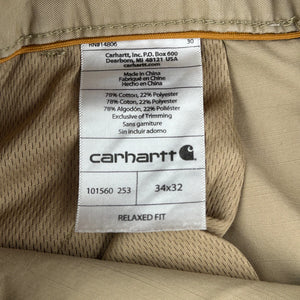 RN#14806 30
Carhartt, Inc. P.O. Box 600
Dearborn, MI 48121 USA
Made in China
Fabriqué en Chine
Hecho en China
78% Cotton, 22% Polyester
78% Coton, 22% Polyester
78% Algodón, 22% Poliéster
Exclusive of Trimming
Sans garniture
Sin incluir adorno
carhartt
101560 253 34x32
RELAXED FIT